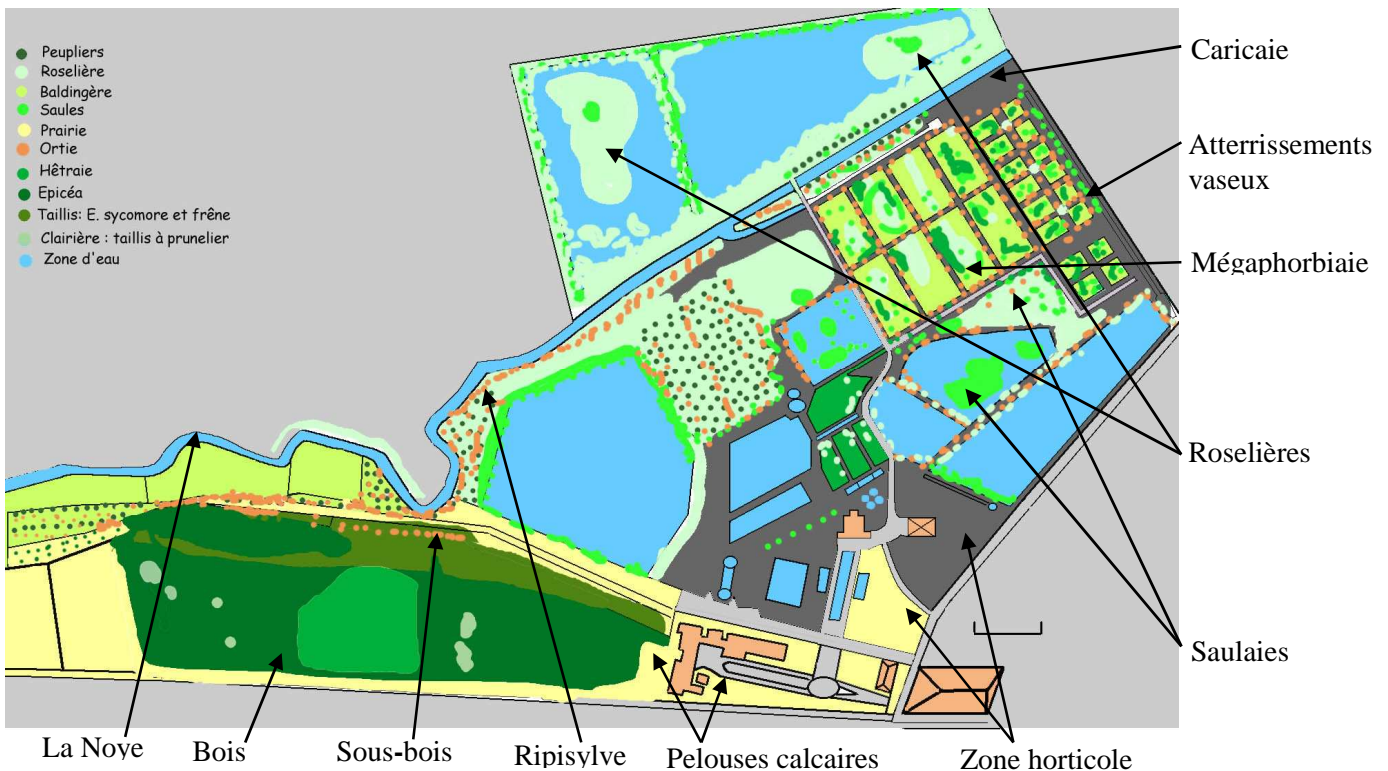 Peupliers
Roselière
Baldingère
Saules
Prairie
Ortie
Hêtraie
Epicéa
Taillis: E. sycomore et frêne
Clairière : taillis à prunelier
Zone d'eau
Caricaie
Atterrissements
vaseux
Mégaphorbiaie
Roselières
Saulaies
La Noye
Bois
Sous-bois
Ripisylve
Pelouses calcaires
Zone horticole